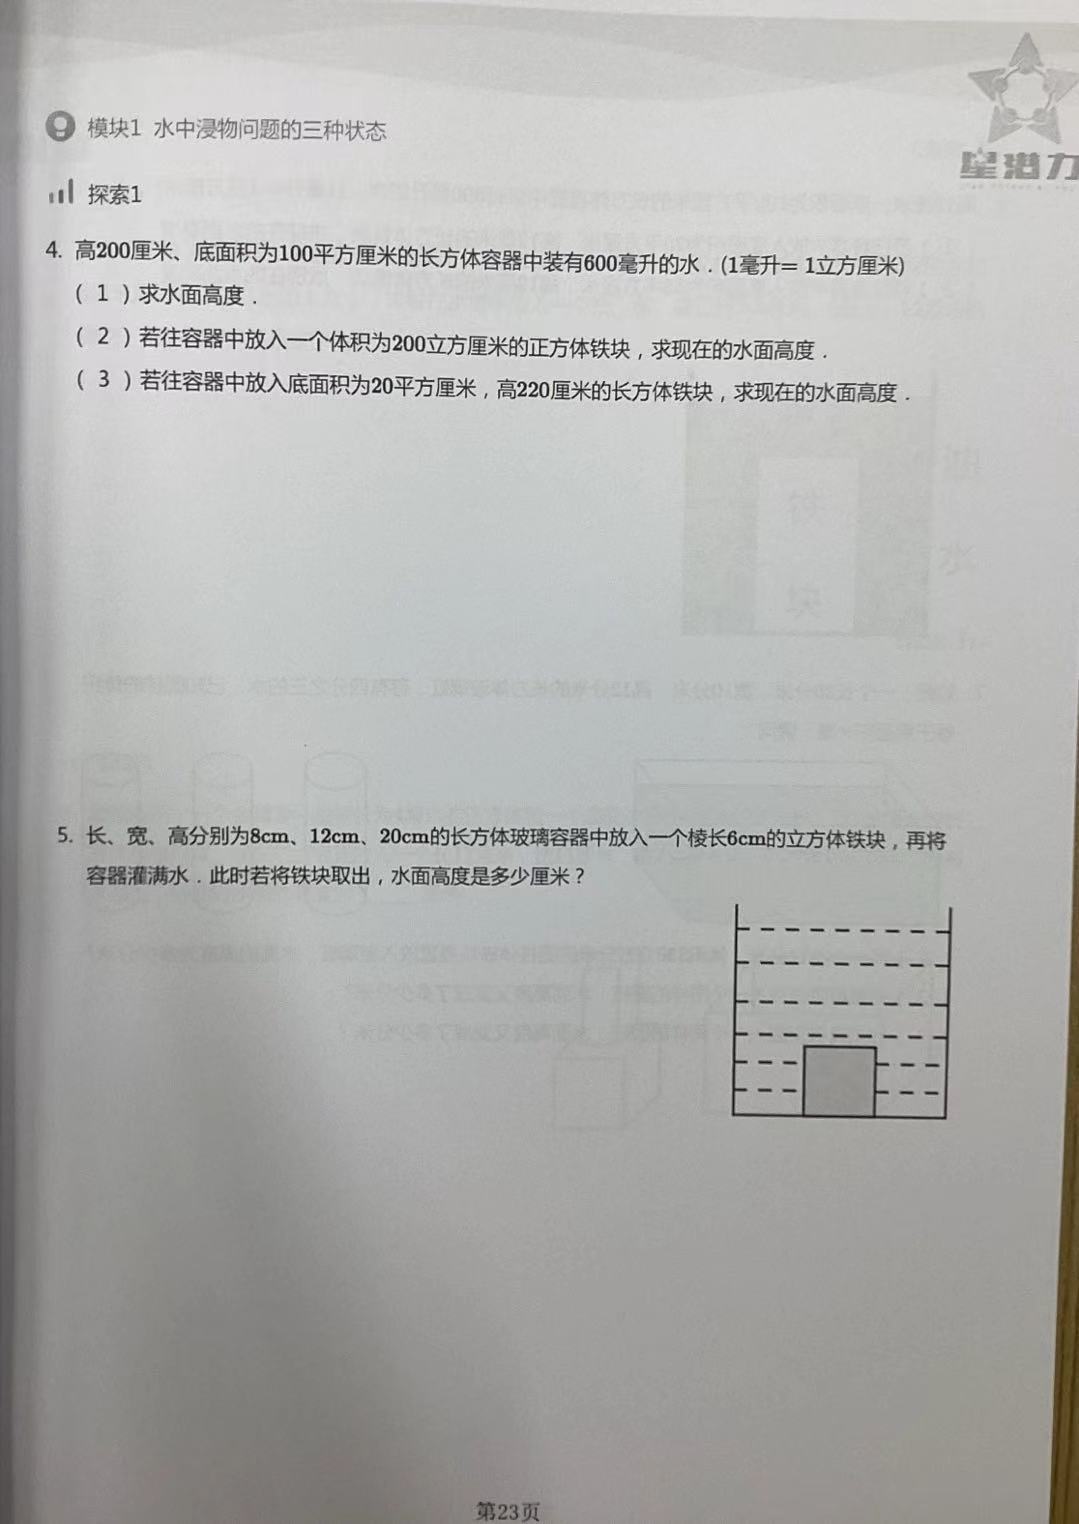 星潜力
模块1 水中浸物问题的三种状态
探索1
4. 高200厘米、底面积为100平方厘米的长方体容器中装有600毫升的水．(1毫升= 1立方厘米)
（ 1 ）求水面高度．
（ 2 ）若往容器中放入一个体积为200立方厘米的正方体铁块，求现在的水面高度．
（ 3 ）若往容器中放入底面积为20平方厘米，高220厘米的长方体铁块，求现在的水面高度．
铁
块
水
5. 长、宽、高分别为8cm、12cm、20cm的长方体玻璃容器中放入一个棱长6cm的立方体铁块，再将
容器灌满水．此时若将铁块取出，水面高度是多少厘米？
第23页